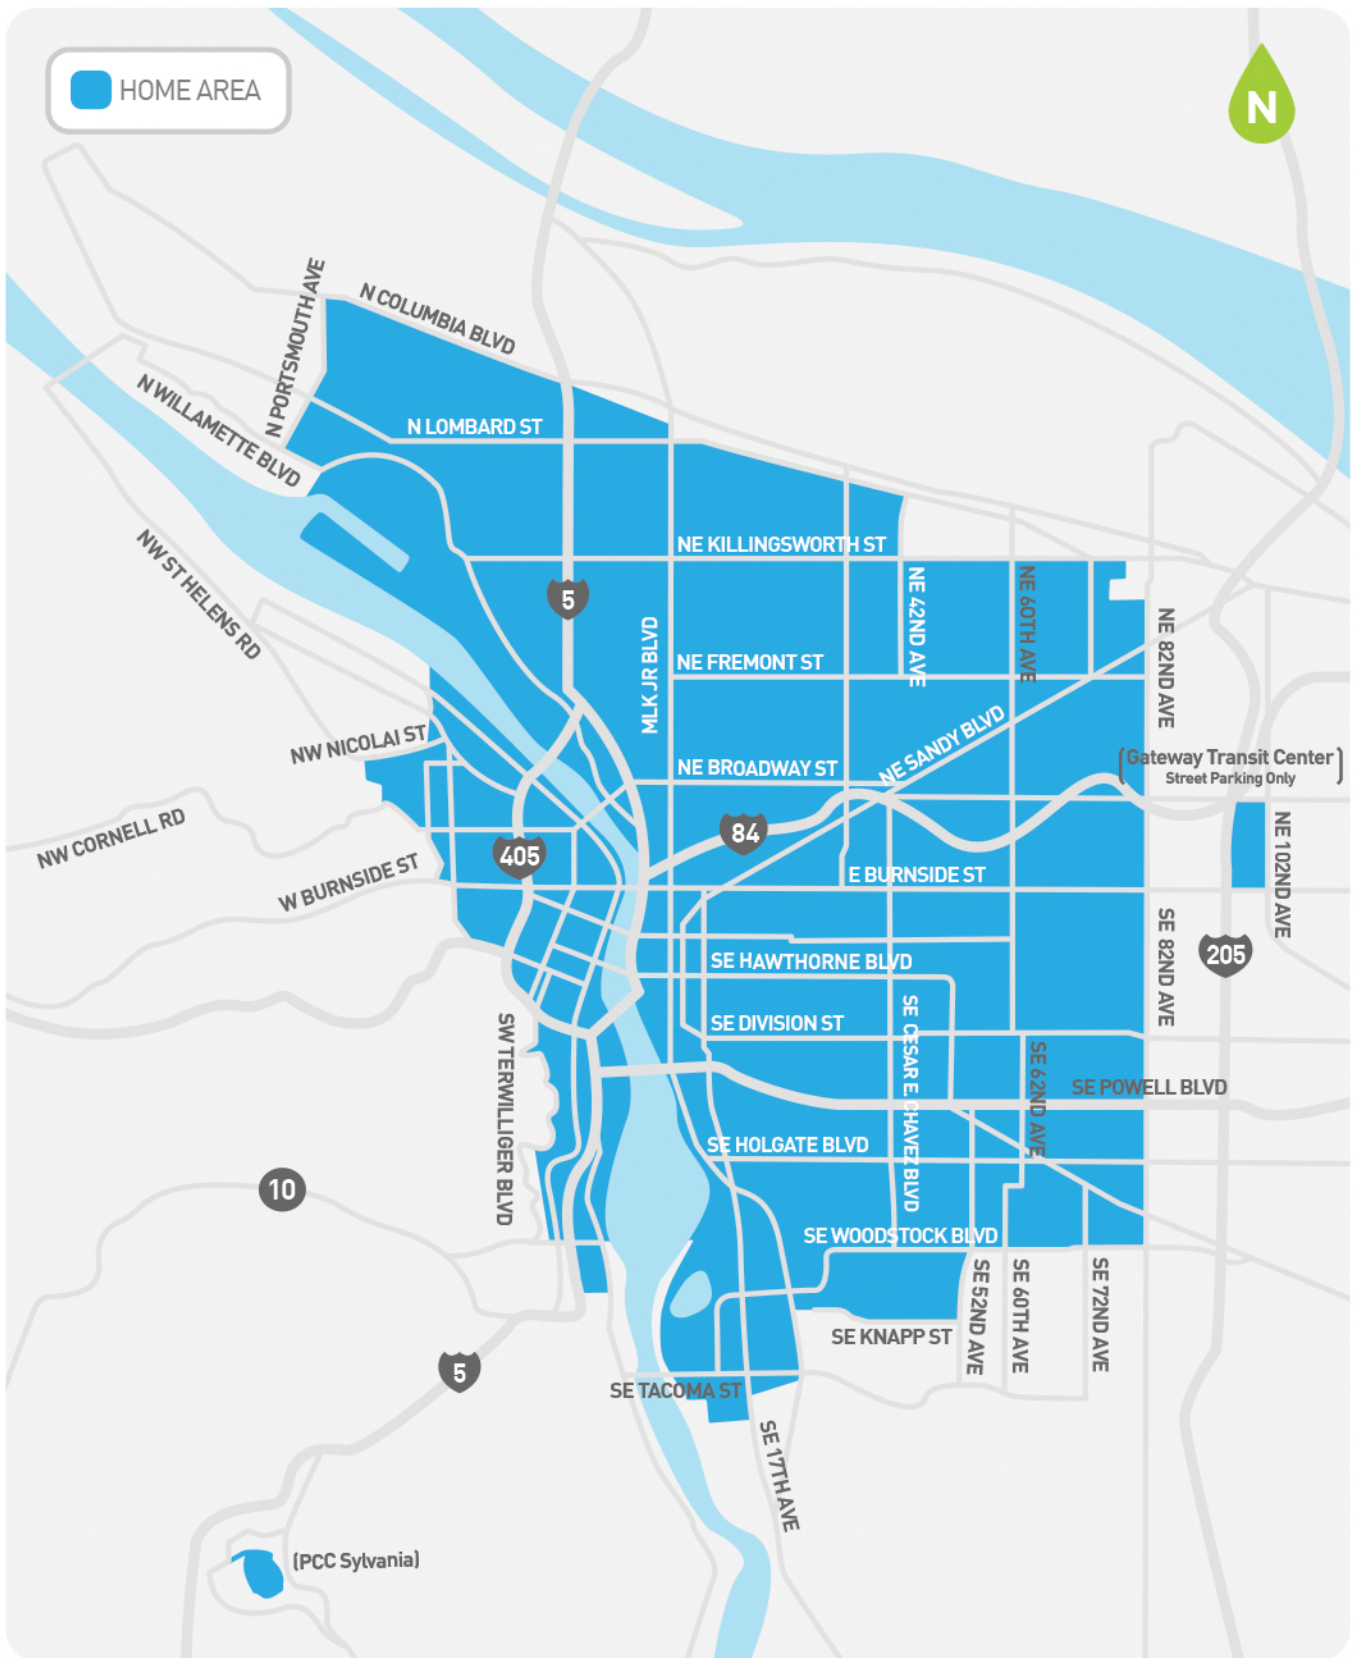 HOME AREA
N
N PORTSMOUTH AVE
N COLUMBIA BLVD
N WILLAMETTE BLVD
N LOMBARD ST
NW ST HELENS RD
NE KILLINGSWORTH ST
5
NE 42ND AVE
NE 60TH AVE
NE 82ND AVE
MLK JR BLVD
NE FREMONT ST
NW NICOLAI ST
NE SANDY BLVD
NE BROADWAY ST
(Gateway Transit Center)
Street Parking Only
NW CORNELL RD
84
405
NE 102ND AVE
W BURNSIDE ST
E BURNSIDE ST
SE 82ND AVE
205
SE HAWTHORNE BLVD
SW TERWILLIGER BLVD
SE DIVISION ST
SE CESAR E. CHAVEZ BLVD
SE 62ND AVE
SE POWELL BLVD
SE HOLGATE BLVD
10
SE WOODSTOCK BLVD
SE 52ND AVE
SE 60TH AVE
SE 72ND AVE
SE KNAPP ST
5
SE TACOMA ST
SE 17TH AVE
(PCC Sylvania)